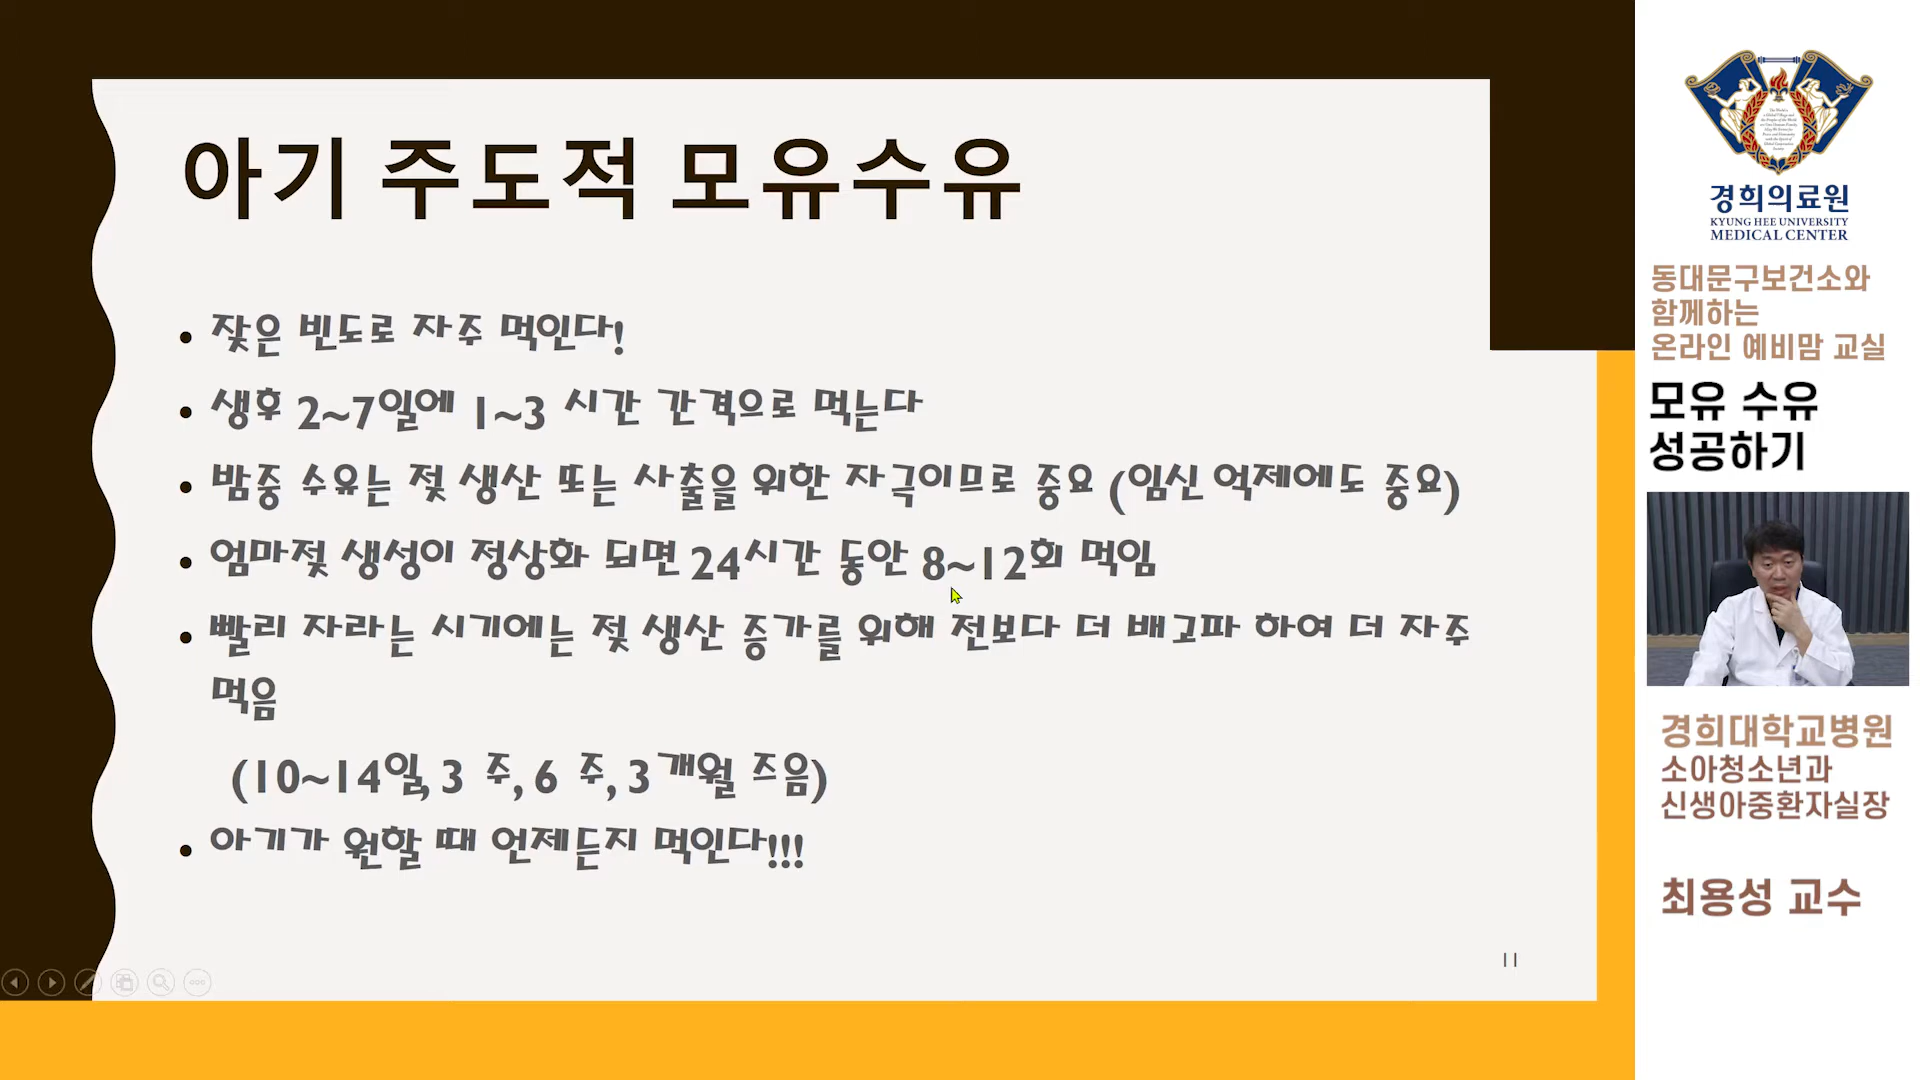 아기 주도적 모유수유
• 잦은 빈도로 자주 먹인다!
• 생후 2~7일에 1~3 시간 간격으로 먹는다
• 밤중 수유는 젖 생산 또는 사출을 위한 자극이므로 중요 (임신 억제에도 중요)
• 엄마젖 생성이 정상화 되면 24시간 동안 8~12회 먹임
• 빨리 자라는 시기에는 젖 생산 증가를 위해 전보다 더 배고파 하여 더 자주
먹음
(10~14일, 3 주, 6 주, 3개월 즈음)
• 아기가 원할 때 언제든지 먹인다!!!
11
경희의료원
KYUNG HEE UNIVERSITY
MEDICAL CENTER
동대문구보건소와
함께하는
온라인 예비맘 교실
모유 수유
성공하기
경희대학교병원
소아청소년과
신생아중환자실장
최용성 교수